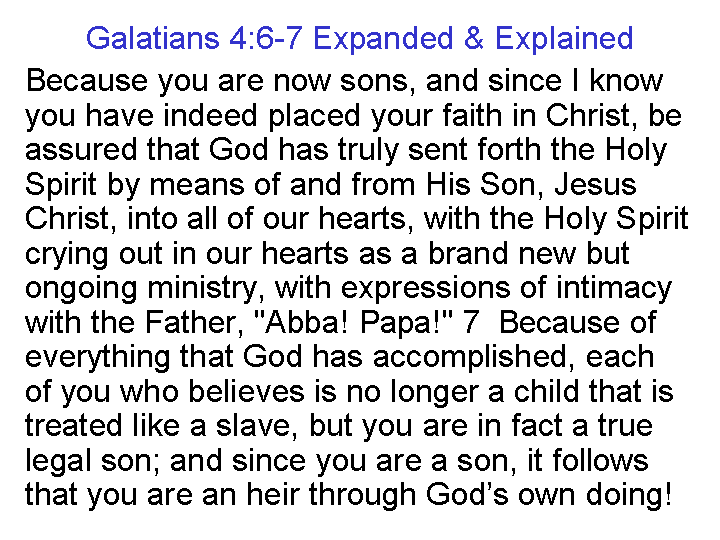 Galatians 4:6-7 Expanded & Explained
Because you are now sons, and since I know
you have indeed placed your faith in Christ, be
assured that God has truly sent forth the Holy
Spirit by means of and from His Son, Jesus
Christ, into all of our hearts, with the Holy Spirit
crying out in our hearts as a brand new but
ongoing ministry, with expressions of intimacy
with the Father, "Abba! Papa!" 7  Because of
everything that God has accomplished, each
of you who believes is no longer a child that is
treated like a slave, but you are in fact a true
legal son; and since you are a son, it follows
that you are an heir through God’s own doing!